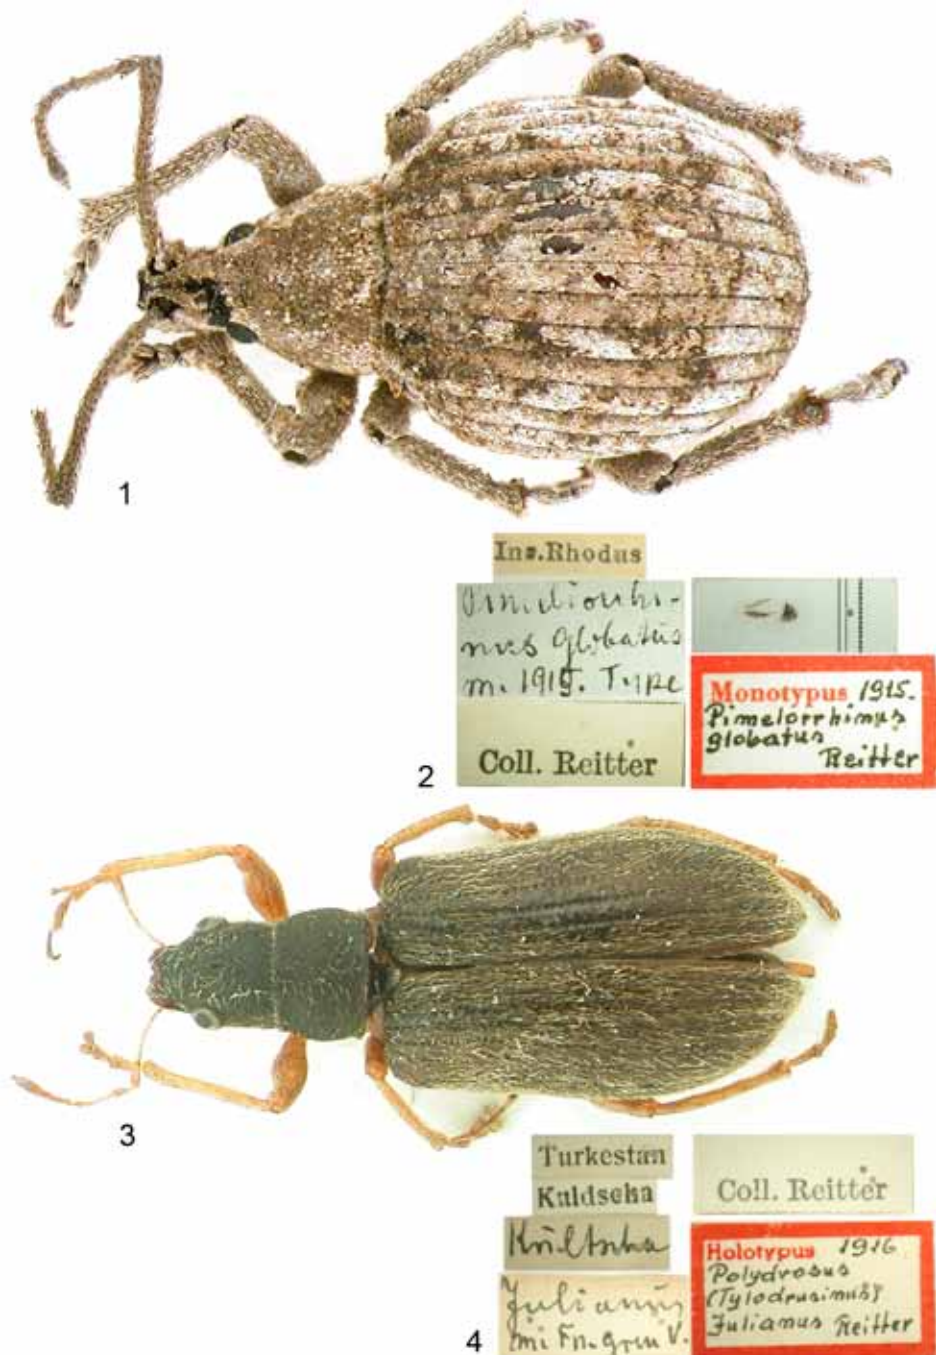 1
Ins.Rhodus
Pimeliorrhi-
nus globatus
m. 1915. Type
Coll. Reitter
Monotypus 1915.
Pimelorrhinus
globatus
Reitter
2
3
Turkestan
Kuldscha
Kultscha
Julianus
Coll. Reitter
Holotypus 1916
Polydrosus
(Tylodrusinus)
Julianus Reitter
4